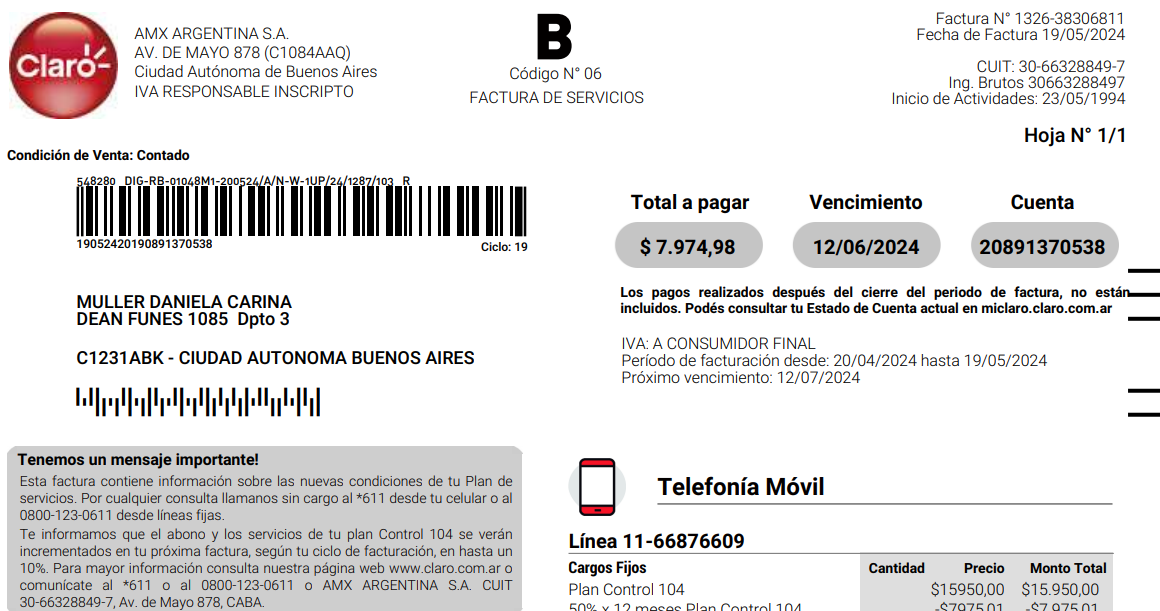 Claro-
AMX ARGENTINA S.A.
AV. DE MAYO 878 (C1084AAQ)
Ciudad Autónoma de Buenos Aires
IVA RESPONSABLE INSCRIPTO
B
Código N° 06
FACTURA DE SERVICIOS
Factura N° 1326-38306811
Fecha de Factura 19/05/2024
CUIT: 30-66328849-7
Ing. Brutos 30663288497
Inicio de Actividades: 23/05/1994
Hoja N° 1/1
Condición de Venta: Contado
548280 DIG-RB-01048M1-200524/A/N-W-1UP/24/1287/103 R
19052420190891370538
Ciclo: 19
Total a pagar
$ 7.974,98
Vencimiento
12/06/2024
Cuenta
20891370538
Los pagos realizados después del cierre del periodo de factura, no están
incluidos. Podés consultar tu Estado de Cuenta actual en miclaro.claro.com.ar
MULLER DANIELA CARINA
DEAN FUNES 1085 Dpto 3
C1231ABK - CIUDAD AUTONOMA BUENOS AIRES
IVA: A CONSUMIDOR FINAL
Período de facturación desde: 20/04/2024 hasta 19/05/2024
Próximo vencimiento: 12/07/2024
Tenemos un mensaje importante!
Esta factura contiene información sobre las nuevas condiciones de tu Plan de
servicios. Por cualquier consulta llamanos sin cargo al *611 desde tu celular o al
0800-123-0611 desde líneas fijas.
Te informamos que el abono y los servicios de tu plan Control 104 se verán
incrementados en tu próxima factura, según tu ciclo de facturación, en hasta un
10%. Para mayor información consulta nuestra página web www.claro.com.ar o
comunícate al *611 o al 0800-123-0611 o AMX ARGENTINA S.A. CUIT
30-66328849-7, Av. de Mayo 878, CABA.
Telefonía Móvil
Línea 11-66876609
Cargos Fijos Cantidad Precio Monto Total
Plan Control 104 $15950,00 $15.950,00
50% x 12 meses Plan Control 104 -$7975,01 -$7.975,01